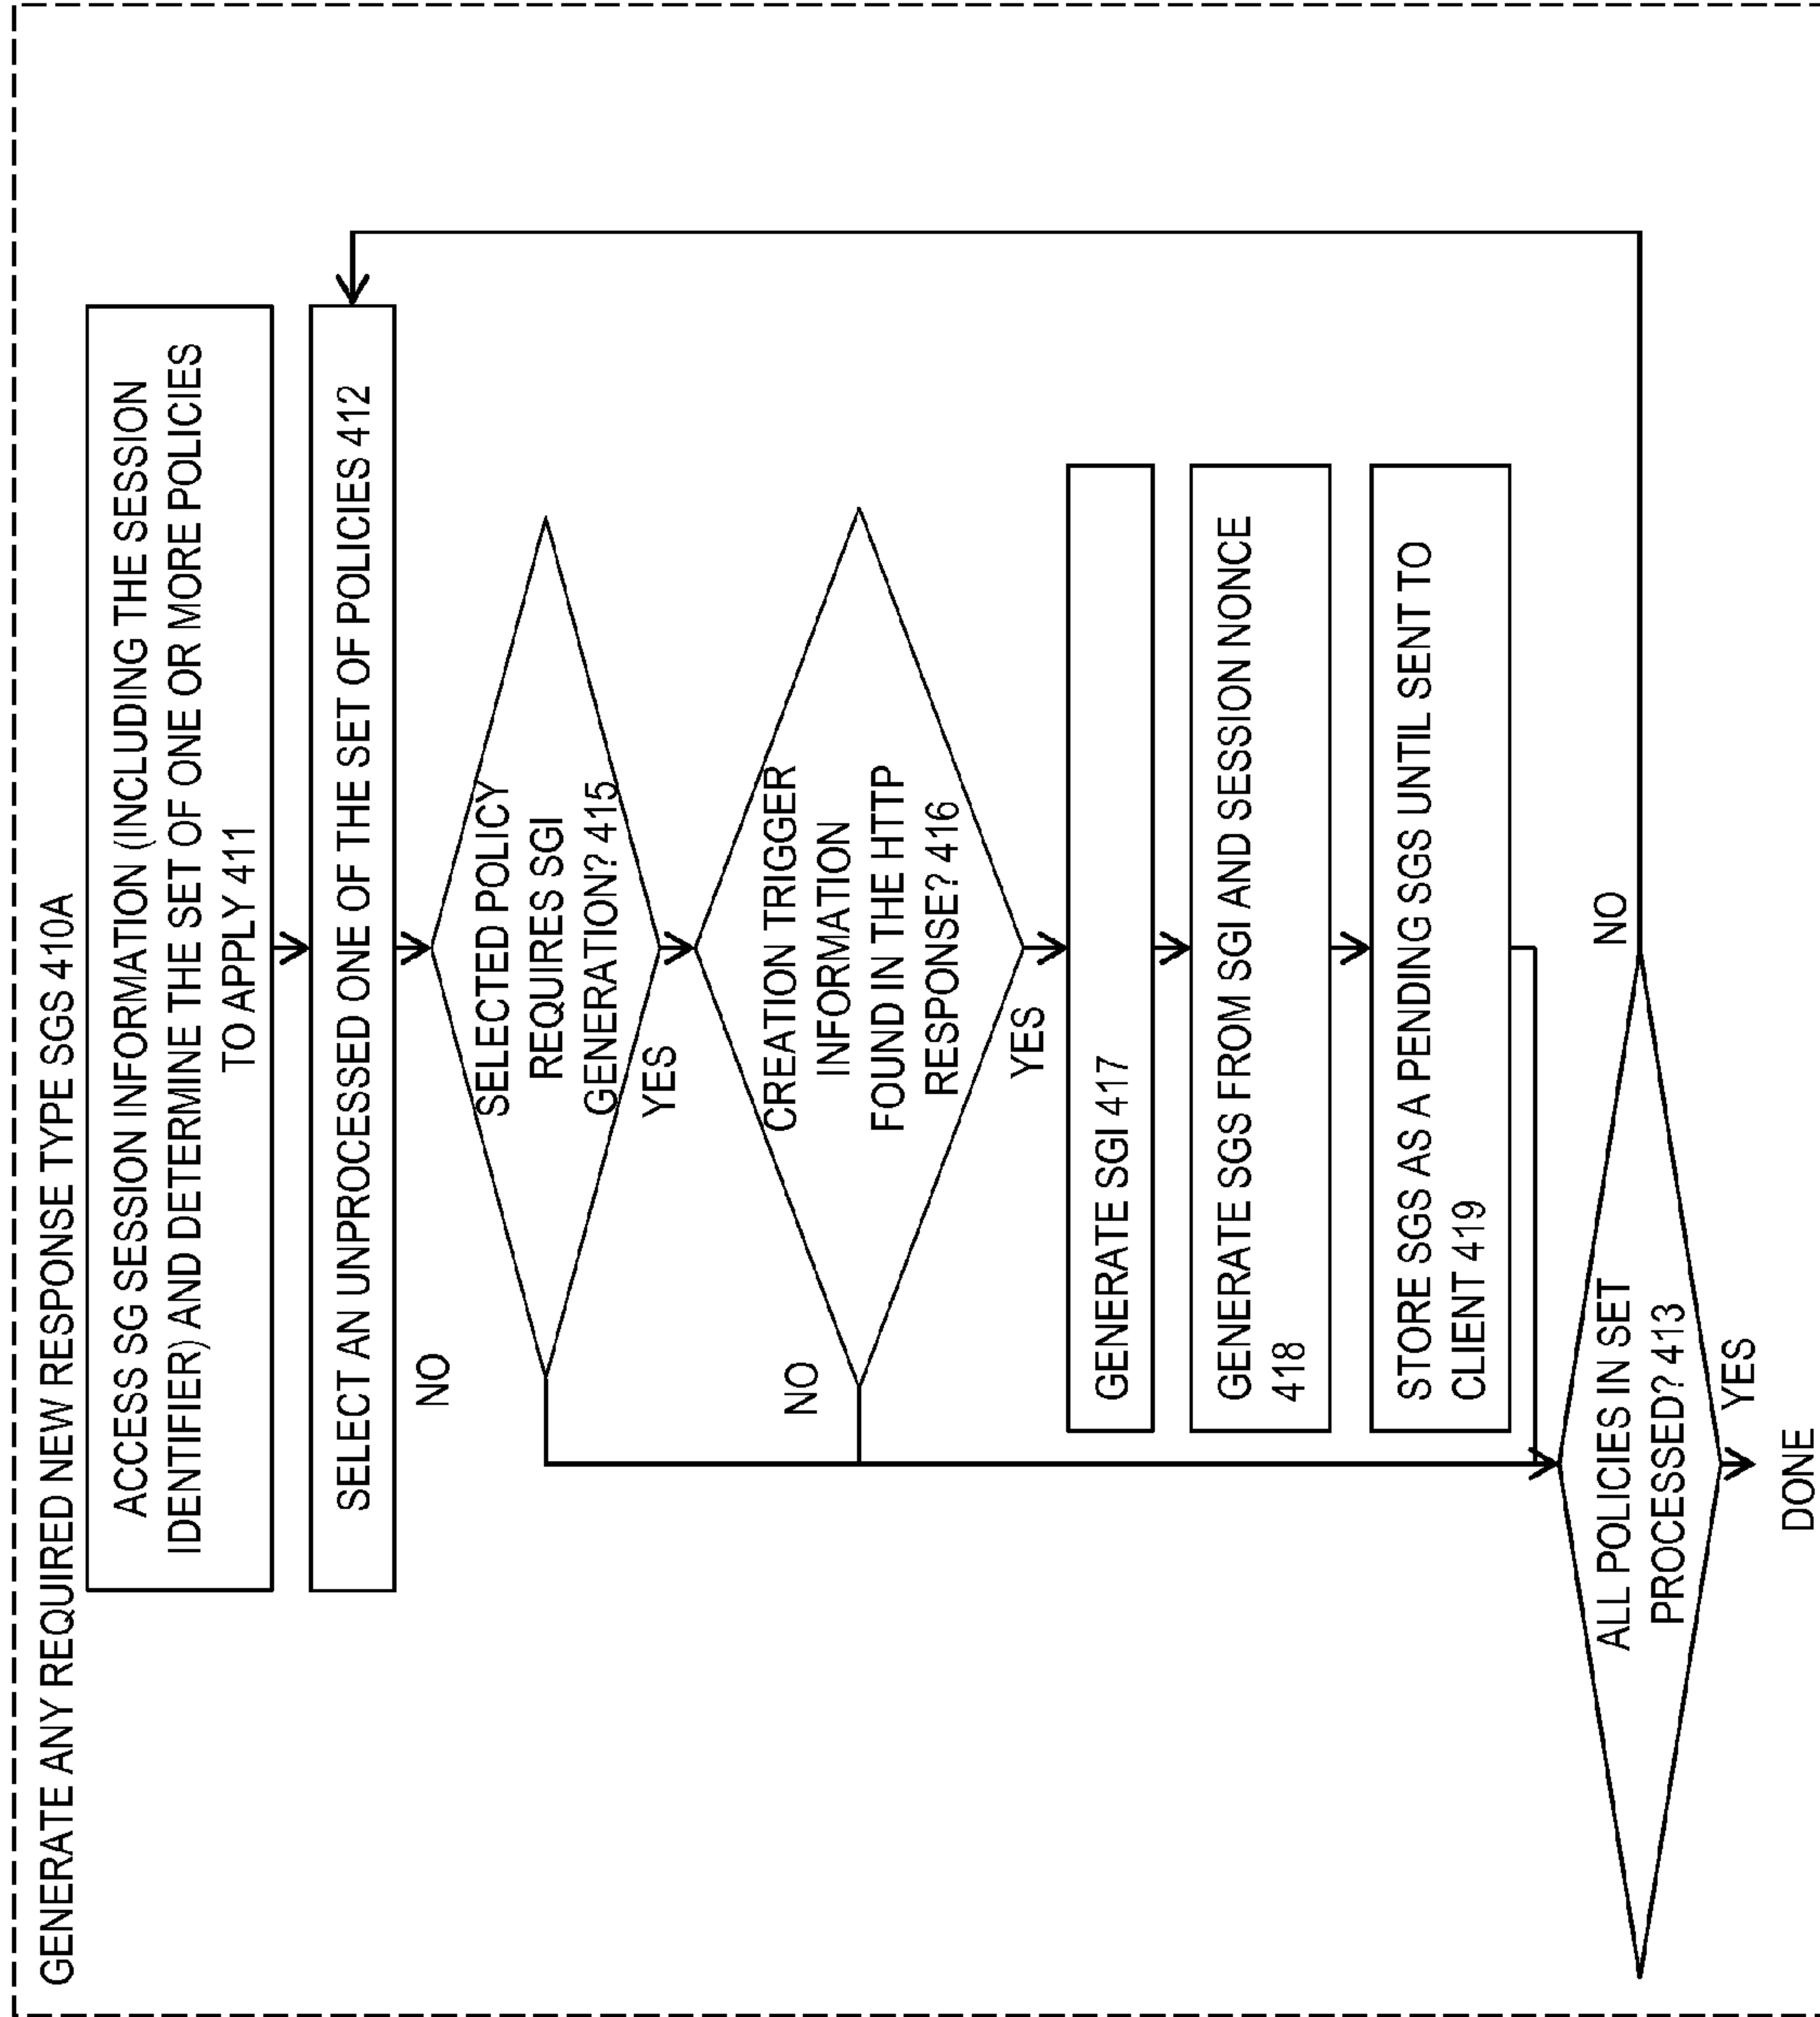 GENERATE ANY REQUIRED NEW RESPONSE TYPE SGS 410A
ACCESS SG SESSION INFORMATION (INCLUDING THE SESSION
IDENTIFIER) AND DETERMINE THE SET OF ONE OR MORE POLICIES
TO APPLY 411
SELECT AN UNPROCESSED ONE OF THE SET OF POLICIES 412
NO
SELECTED POLICY
REQUIRES SGI
GENERATION? 415
YES
NO
CREATION TRIGGER
INFORMATION
FOUND IN THE HTTP
RESPONSE? 416
YES
GENERATE SGI 417
GENERATE SGS FROM SGI AND SESSION NONCE
418
STORE SGS AS A PENDING SGS UNTIL SENT TO
CLIENT 419
NO
ALL POLICIES IN SET
PROCESSED? 413
YES
DONE